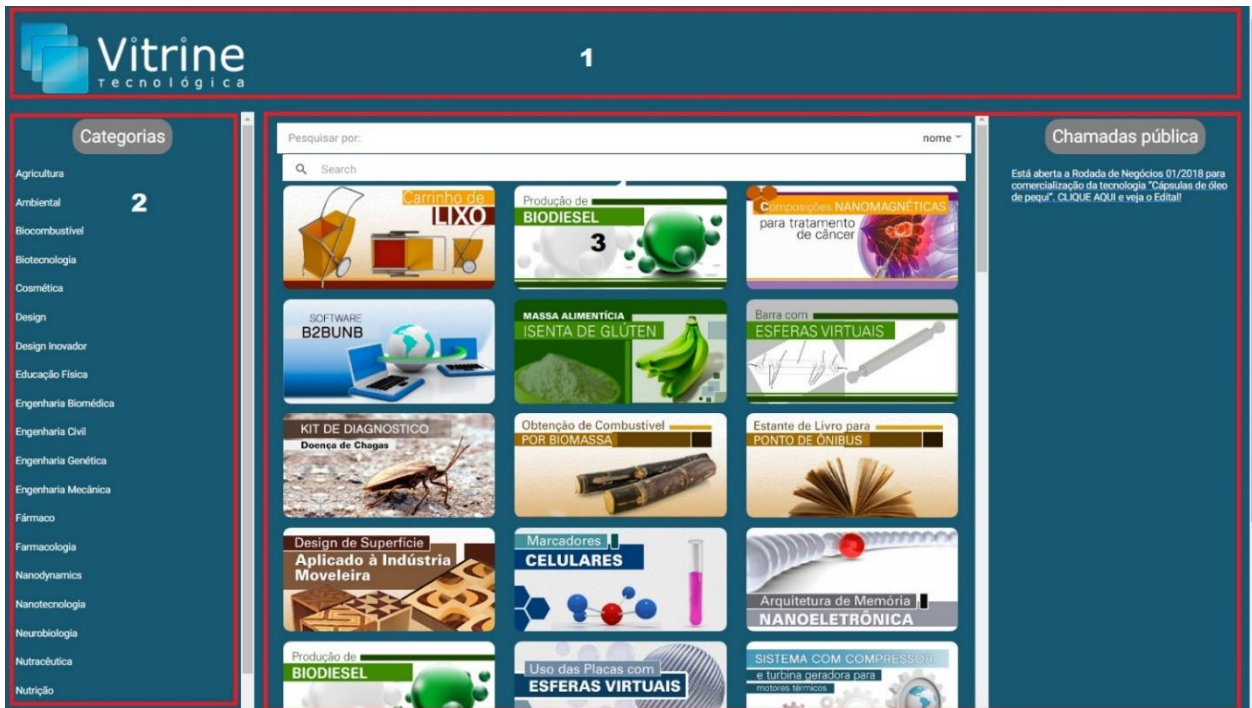 Vitrine
Tecnológica
1
Categorias
Agricultura
Ambiental
2
Biocombustível
Biotecnologia
Cosmética
Design
Design Inovador
Educação Física
Engenharia Biomédica
Engenharia Civil
Engenharia Genética
Engenharia Mecânica
Fármaco
Farmacologia
Nanodynamics
Nanotecnologia
Neurobiologia
Nutracêutica
Nutrição
Pesquisar por:
nome
Search
Carrinho de
LIXO
Produção de
BIODIESEL
3
Composições NANOMAGNÉTICAS
para tratamento
de câncer
SOFTWARE
B2BUNB
MASSA ALIMENTÍCIA
ISENTA DE GLÚTEN
Barra com
ESFERAS VIRTUAIS
KIT DE DIAGNOSTICO
Doença de Chagas
Obtenção de Combustível
POR BIOMASSA
Estante de Livro para
PONTO DE ÔNIBUS
Design de Superfície
Aplicado à Indústria
Moveleira
Marcadores
CELULARES
Arquitetura de Memória
NANOELETRÔNICA
Produção de
BIODIESEL
Uso das Placas com
ESFERAS VIRTUAIS
SISTEMA COM COMPRESSOR
e turbina geradora para
motores térmicos
Chamadas pública
Está aberta a Rodada de Negócios 01/2018 para
comercialização da tecnologia "Cápsulas de óleo
de pequi". CLIQUE AQUI e veja o Edital!